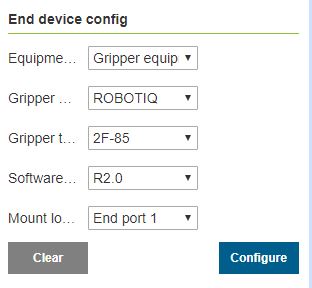 End device config
Equipme... Gripper equip
Gripper ... ROBOTIQ
Gripper t... 2F-85
Software... R2.0
Mount lo... End port 1
Clear Configure